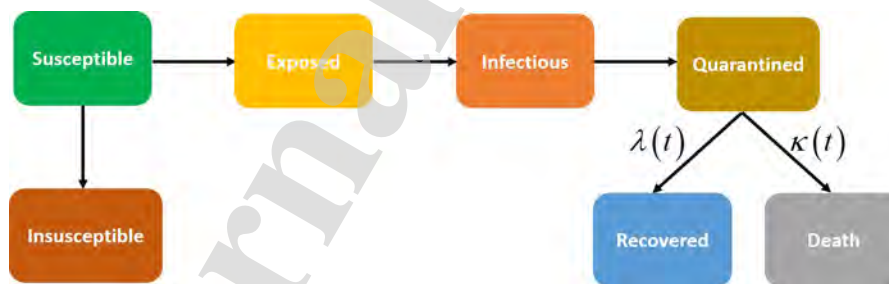 Susceptible
Exposed
Infectious
Quarantined
λ(t)
κ(t)
Insusceptible
Recovered
Death